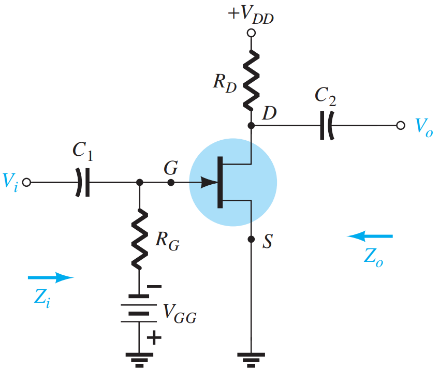 +V_DD
R_D
D
C_2
V_o
C_1
G
V_i
R_G
S
Z_o
Z_i
−
V_GG
+